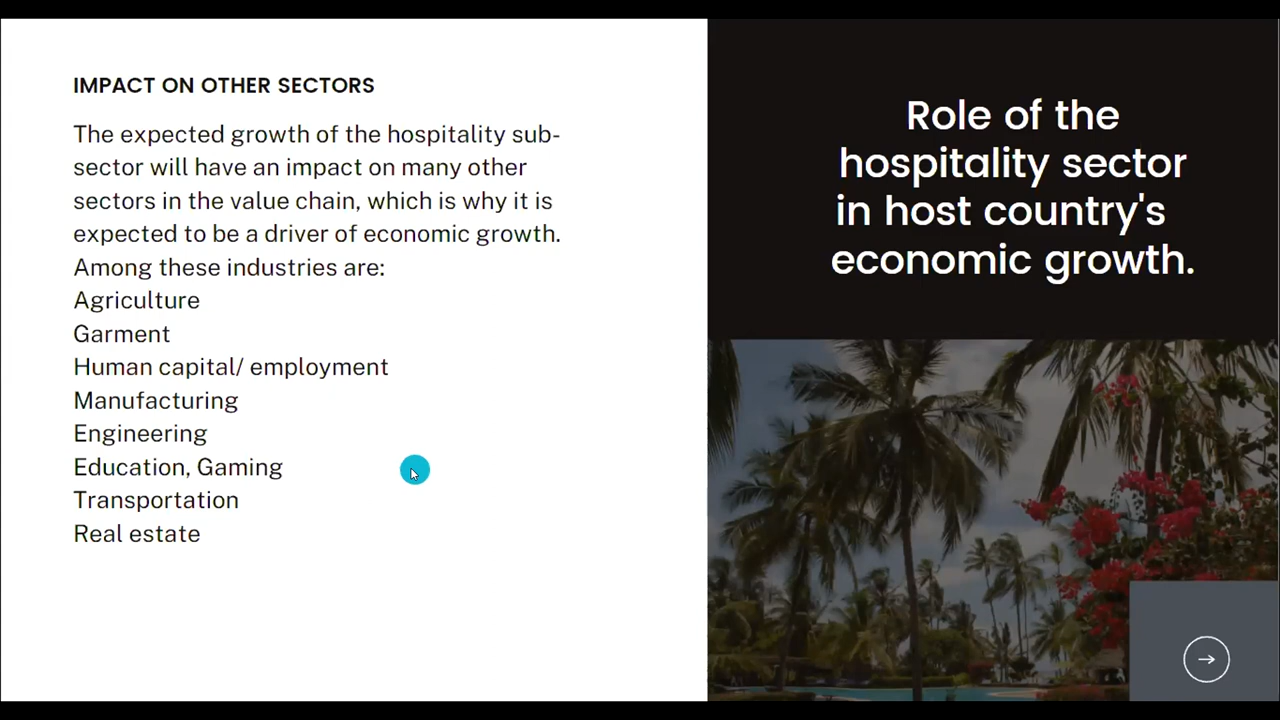 IMPACT ON OTHER SECTORS
The expected growth of the hospitality sub-
sector will have an impact on many other
sectors in the value chain, which is why it is
expected to be a driver of economic growth.
Among these industries are:
Agriculture
Garment
Human capital/ employment
Manufacturing
Engineering
Education, Gaming
Transportation
Real estate
Role of the
hospitality sector
in host country's
economic growth.